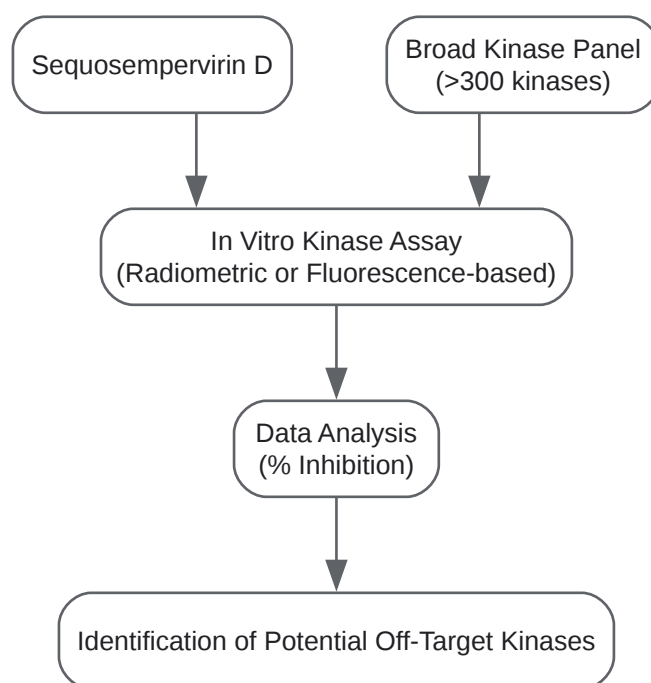 Sequosempervirin D
Broad Kinase Panel
(>300 kinases)
In Vitro Kinase Assay
(Radiometric or Fluorescence-based)
Data Analysis
(% Inhibition)
Identification of Potential Off-Target Kinases